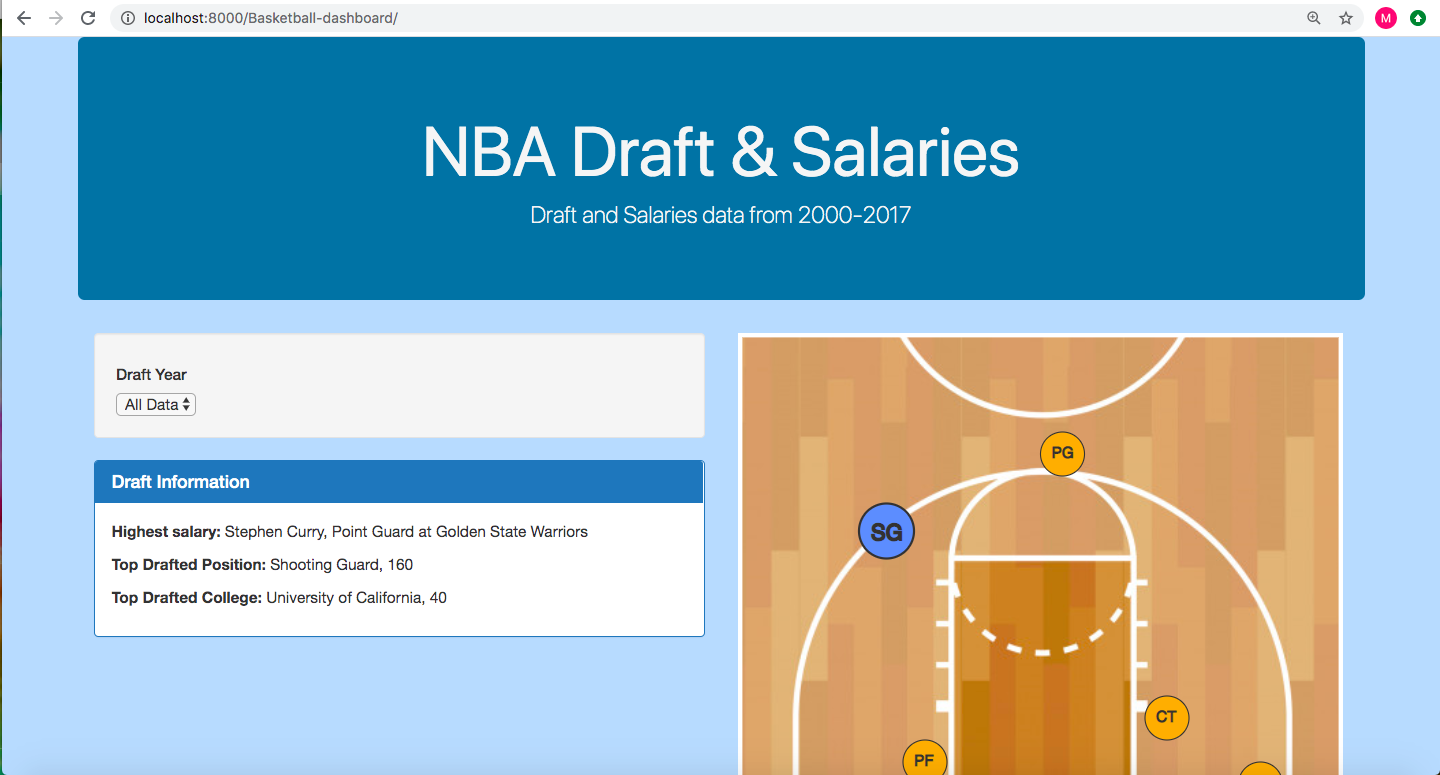 localhost:8000/Basketball-dashboard/
M
NBA Draft & Salaries
Draft and Salaries data from 2000-2017
Draft Year
All Data
Draft Information
Highest salary: Stephen Curry, Point Guard at Golden State Warriors
Top Drafted Position: Shooting Guard, 160
Top Drafted College: University of California, 40
PG
SG
CT
PF